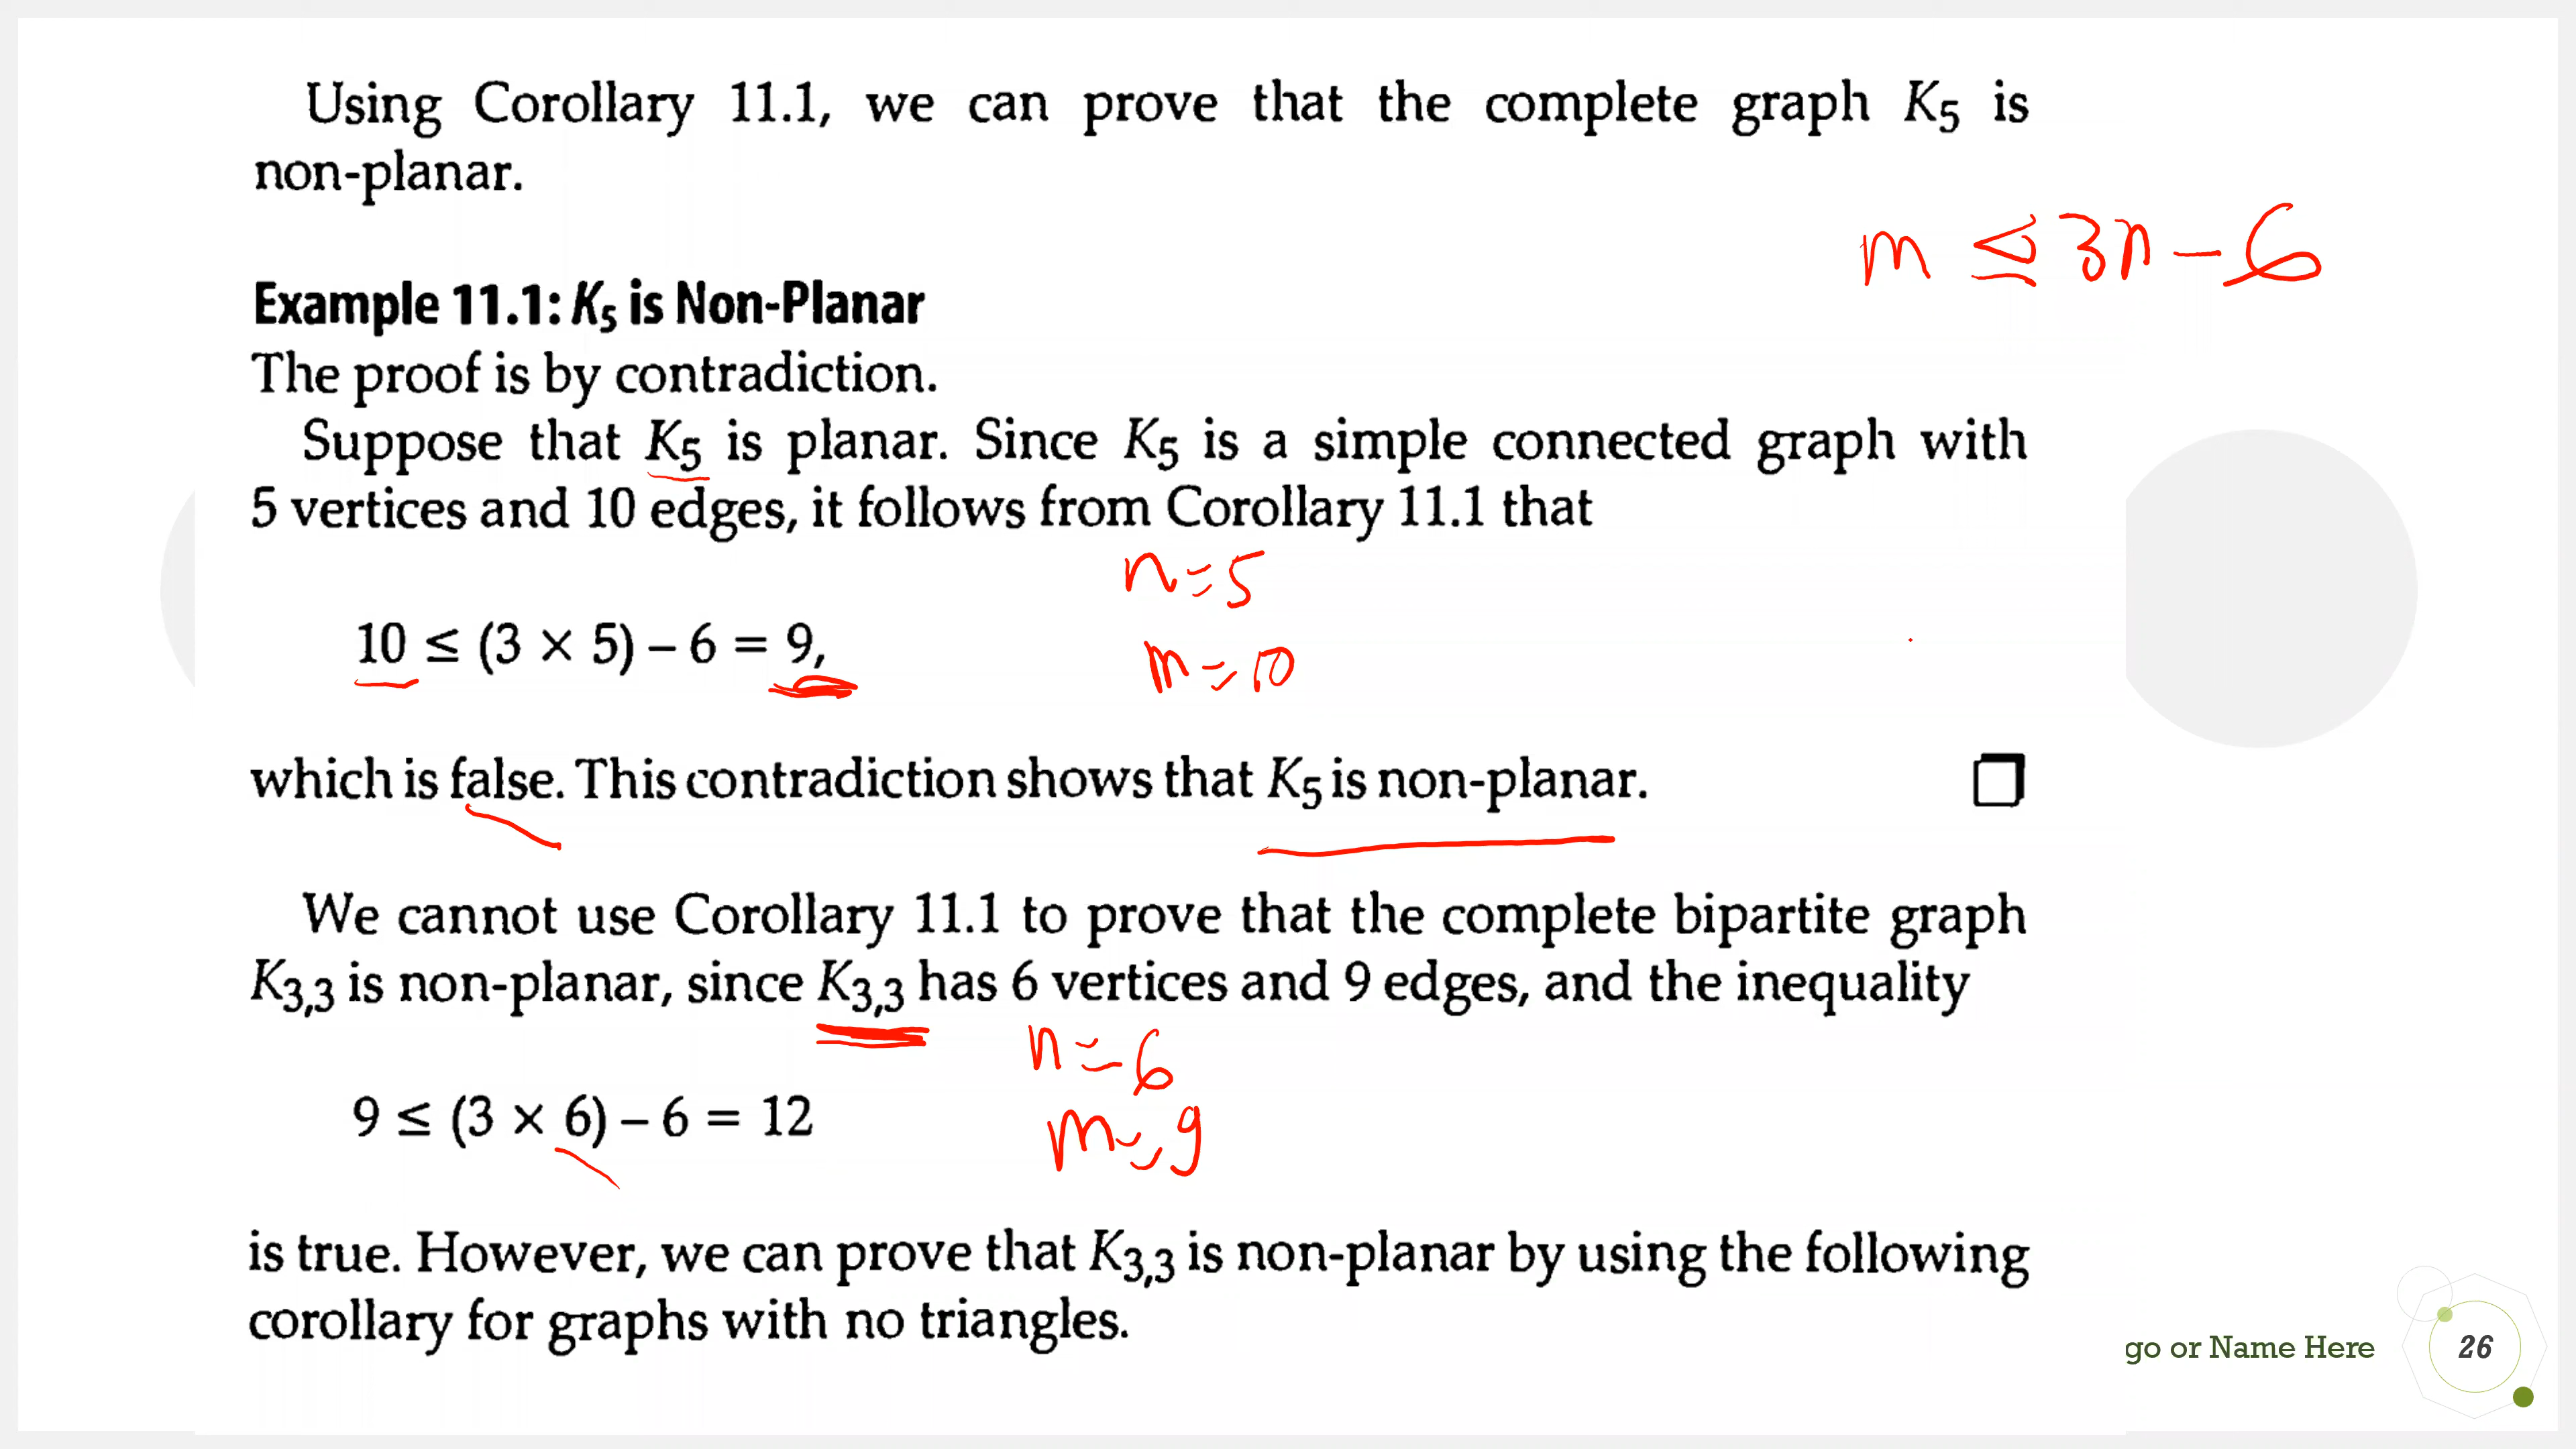 Using Corollary 11.1, we can prove that the complete graph K₅ is
non-planar.
m ≤ 3n − 6
Example 11.1: K₅ is Non-Planar
The proof is by contradiction.
Suppose that K₅ is planar. Since K₅ is a simple connected graph with
5 vertices and 10 edges, it follows from Corollary 11.1 that
n = 5
10 ≤ (3 × 5) – 6 = 9,
m = 10
which is false. This contradiction shows that K₅ is non-planar. □
We cannot use Corollary 11.1 to prove that the complete bipartite graph
K₃,₃ is non-planar, since K₃,₃ has 6 vertices and 9 edges, and the inequality
n = 6
9 ≤ (3 × 6) – 6 = 12
m = 9
is true. However, we can prove that K₃,₃ is non-planar by using the following
corollary for graphs with no triangles.
go or Name Here
26